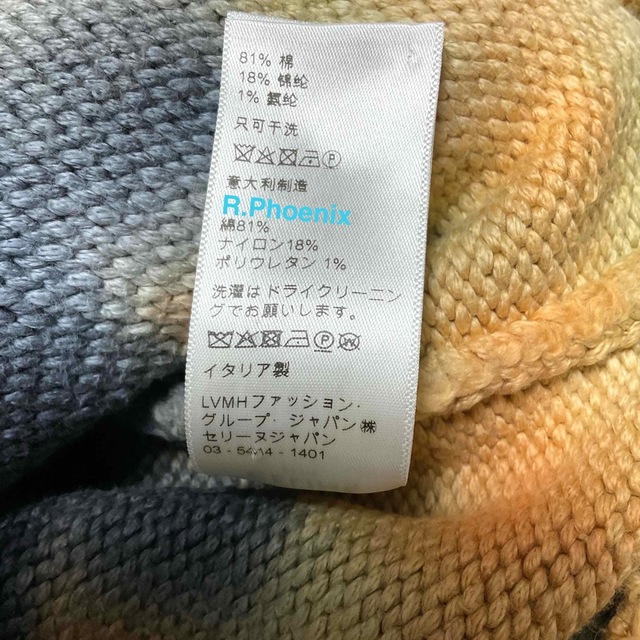 81% 棉
18% 锦纶
1% 氨纶
只可干洗
P
意大利制造
R.Phoenix
綿81%
ナイロン18%
ポリウレタン 1%
洗濯はドライクリーニン
グでお願いします。
P W
イタリア製
LVMHファッション・
グループ・ジャパン㈱
セリーヌジャパン
03 - 5414 - 1401